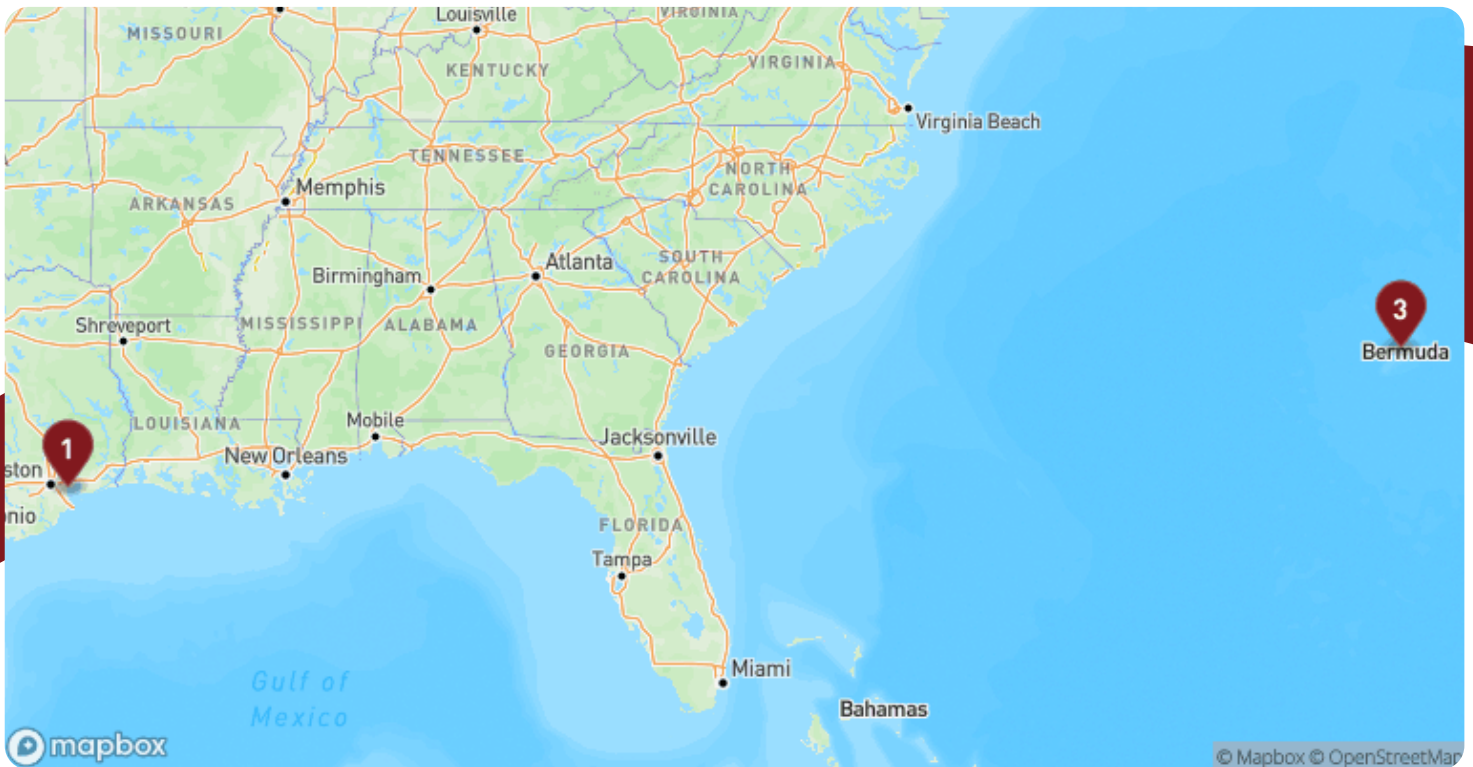 Louisville
VIRGINIA
MISSOURI
KENTUCKY
VIRGINIA
Virginia Beach
TENNESSEE
NORTH
CAROLINA
Memphis
ARKANSAS
Atlanta
SOUTH
CAROLINA
Birmingham
3
Shreveport
MISSISSIPPI
ALABAMA
GEORGIA
Bermuda
LOUISIANA
Mobile
1
Jacksonville
New Orleans
ston
onio
FLORIDA
Tampa
Miami
Gulf of
Mexico
Bahamas
mapbox
© Mapbox © OpenStreetMap